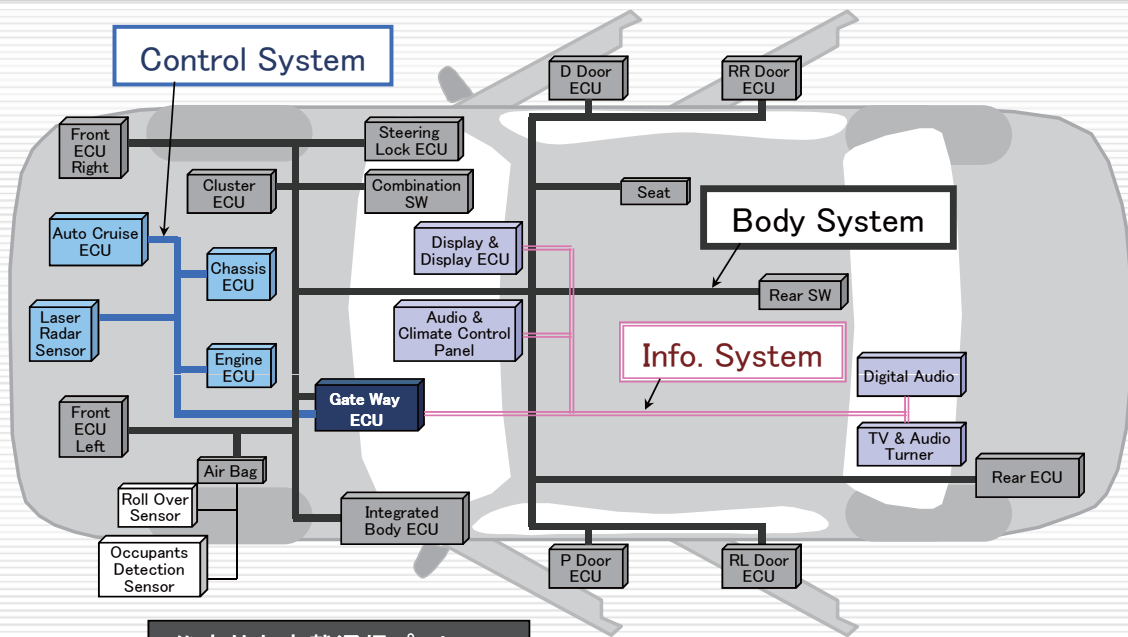 Control System
D Door
ECU
RR Door
ECU
Front
ECU
Right
Steering
Lock ECU
Cluster
ECU
Combination
SW
Seat
Body System
Auto Cruise
ECU
Display &
Display ECU
Chassis
ECU
Rear SW
Laser
Radar
Sensor
Audio &
Climate Control
Panel
Info. System
Engine
ECU
Digital Audio
Gate Way
ECU
Front
ECU
Left
TV & Audio
Turner
Air Bag
Rear ECU
Roll Over
Sensor
Integrated
Body ECU
Occupants
Detection
Sensor
P Door
ECU
RL Door
ECU